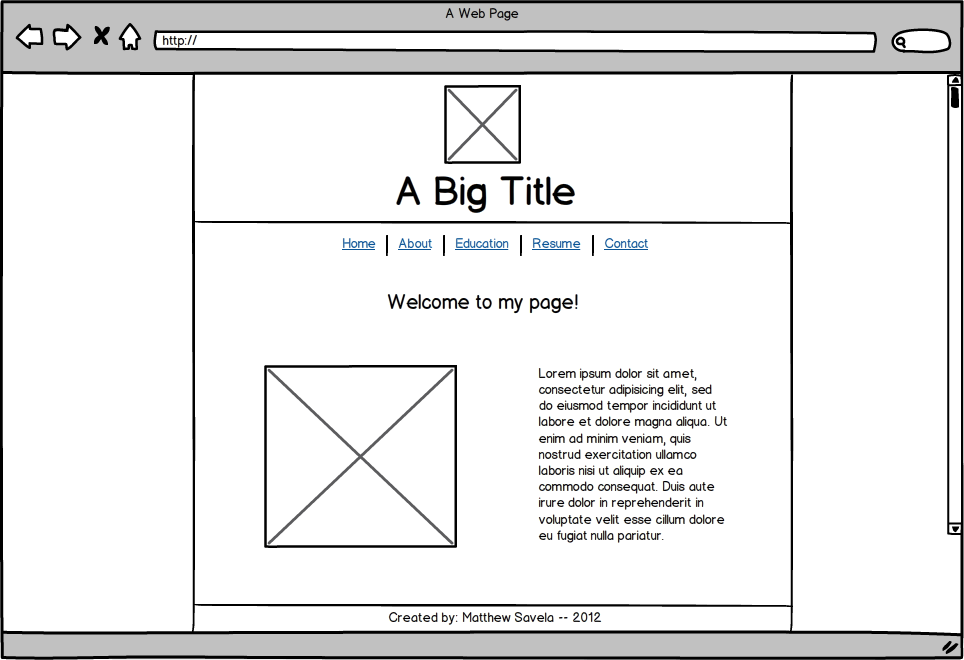 A Web Page
http://
A Big Title
Home | About | Education | Resume | Contact
Welcome to my page!
Lorem ipsum dolor sit amet,
consectetur adipisicing elit, sed
do eiusmod tempor incididunt ut
labore et dolore magna aliqua. Ut
enim ad minim veniam, quis
nostrud exercitation ullamco
laboris nisi ut aliquip ex ea
commodo consequat. Duis aute
irure dolor in reprehenderit in
voluptate velit esse cillum dolore
eu fugiat nulla pariatur.
Created by: Matthew Savela -- 2012